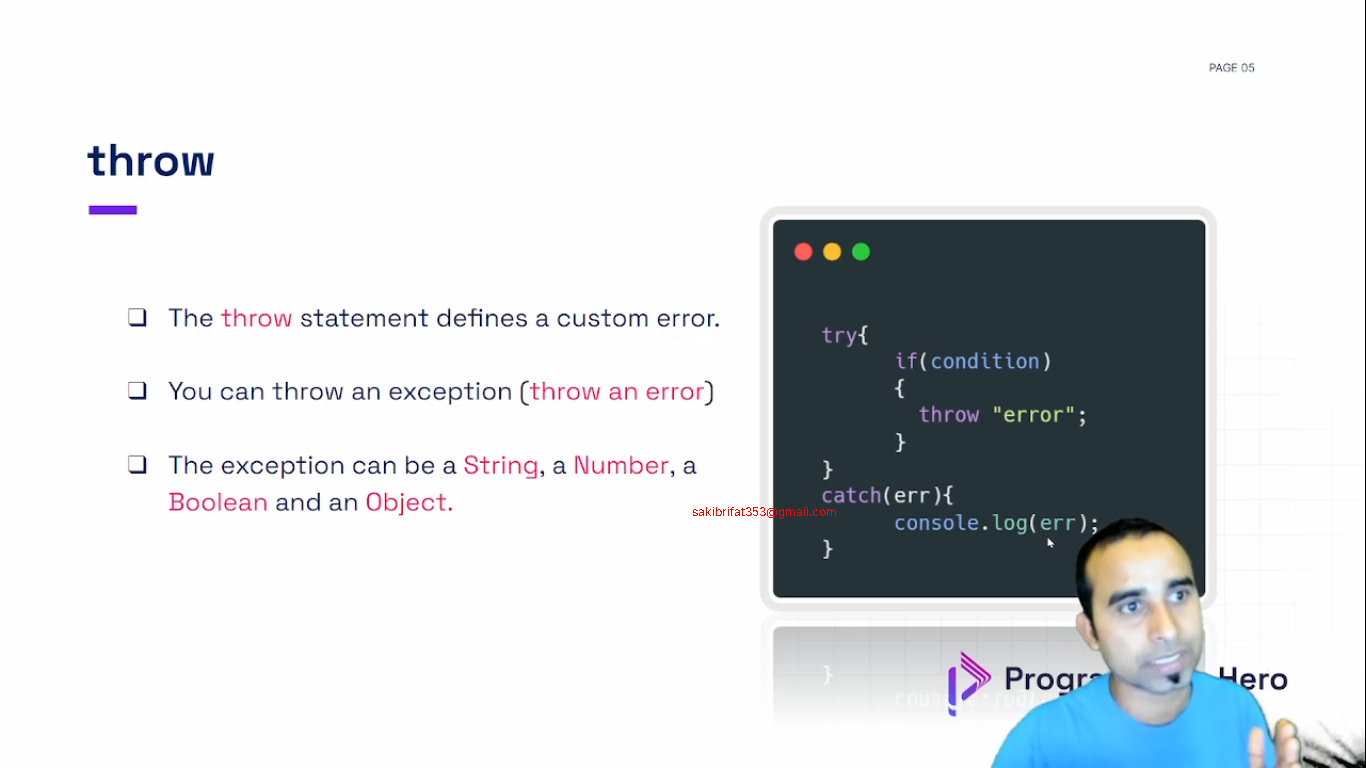 PAGE 05
throw
❑ The throw statement defines a custom error.
❑ You can throw an exception (throw an error)
❑ The exception can be a String, a Number, a
Boolean and an Object.
try{
if(condition)
{
throw "error";
}
}
catch(err){
console.log(err);
}
sakibrifat353@gmail.com
}
Hero